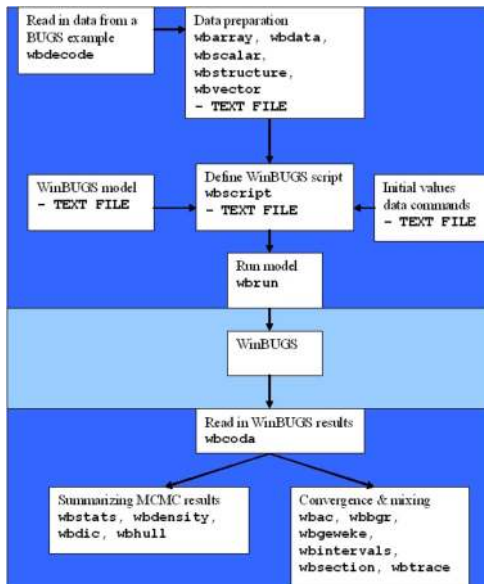 Read in data from a
BUGS example
wbdecode
Data preparation
wbarray, wbdata,
wbscalar,
wbstructure,
wbvector
- TEXT FILE
WinBUGS model
- TEXT FILE
Define WinBUGS script
wbscript
- TEXT FILE
Initial values
data commands
- TEXT FILE
Run model
wbrun
WinBUGS
Read in WinBUGS results
wbcoda
Summarizing MCMC results
wbstats, wbdensity,
wbdic, wbhull
Convergence & mixing
wbac, wbbgr,
wbgeweke,
wbintervals,
wbsection, wbtrace